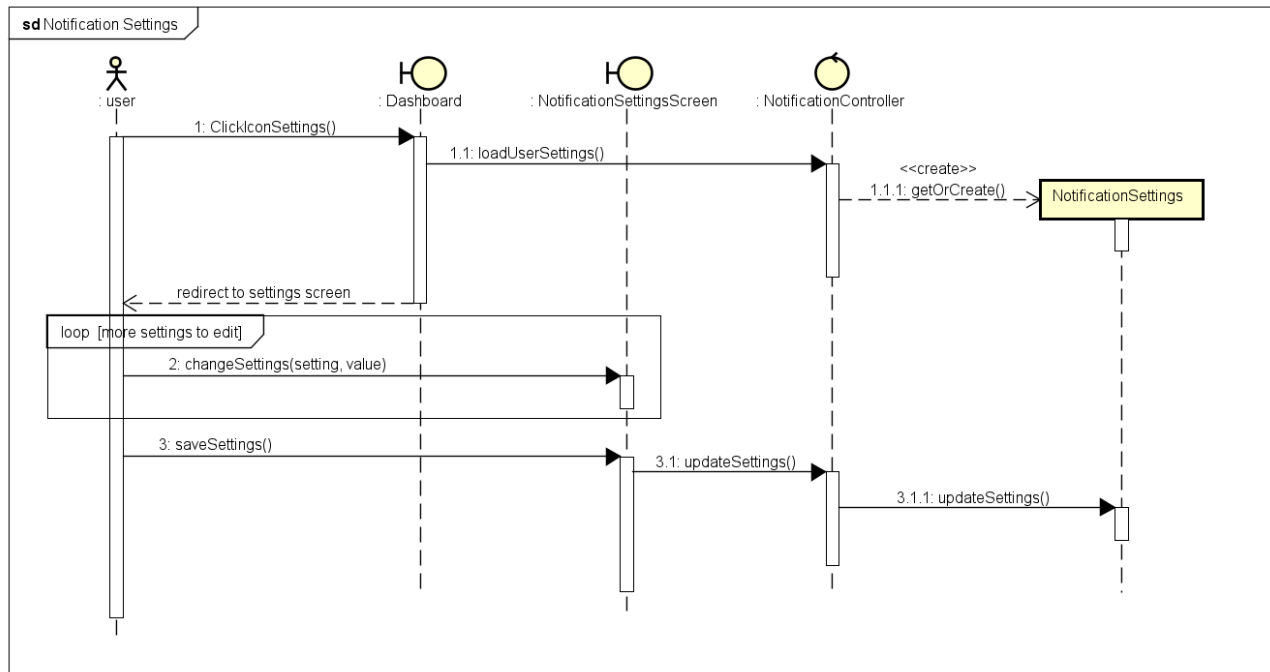 sd Notification Settings
: user
: Dashboard
: NotificationSettingsScreen
: NotificationController
1: ClickIconSettings()
1.1: loadUserSettings()
<<create>>
1.1.1: getOrCreate()
NotificationSettings
redirect to settings screen
loop [more settings to edit]
2: changeSettings(setting, value)
3: saveSettings()
3.1: updateSettings()
3.1.1: updateSettings()